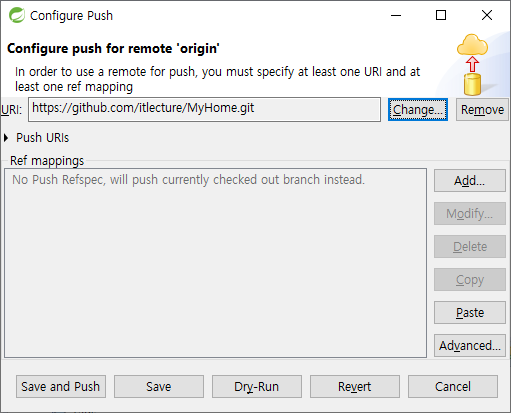 Configure Push
Configure push for remote 'origin'
In order to use a remote for push, you must specify at least one URI and at
least one ref mapping
URI: https://github.com/itlecture/MyHome.git Change... Remove
Push URIs
Ref mappings
No Push Refspec, will push currently checked out branch instead.
Add...
Modify...
Delete
Copy
Paste
Advanced...
Save and Push Save Dry-Run Revert Cancel